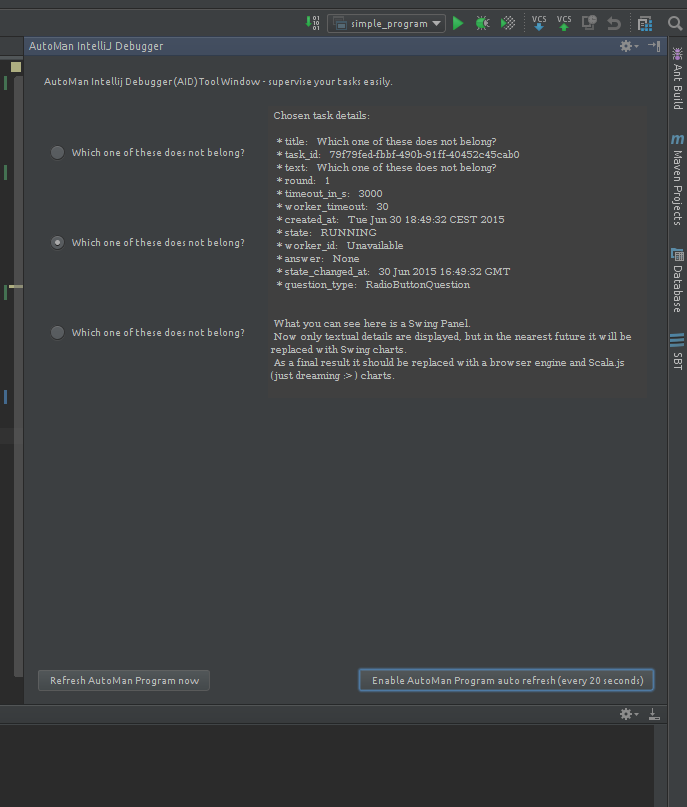 simple_program
VCS VCS
AutoMan IntelliJ Debugger
AutoMan Intellij Debugger (AID) Tool Window - supervise your tasks easily.
Which one of these does not belong?
Which one of these does not belong?
Which one of these does not belong?
Chosen task details:
* title: Which one of these does not belong?
* task_id: 79f79fed-fbbf-490b-91ff-40452c45cab0
* text: Which one of these does not belong?
* round: 1
* timeout_in_s: 3000
* worker_timeout: 30
* created_at: Tue Jun 30 18:49:32 CEST 2015
* state: RUNNING
* worker_id: Unavailable
* answer: None
* state_changed_at: 30 Jun 2015 16:49:32 GMT
* question_type: RadioButtonQuestion
What you can see here is a Swing Panel.
Now only textual details are displayed, but in the nearest future it will be
replaced with Swing charts.
As a final result it should be replaced with a browser engine and Scala.js
(just dreaming :> ) charts.
Refresh AutoMan Program now
Enable AutoMan Program auto refresh (every 20 seconds)
Ant Build
m
Maven Projects
Database
SBT